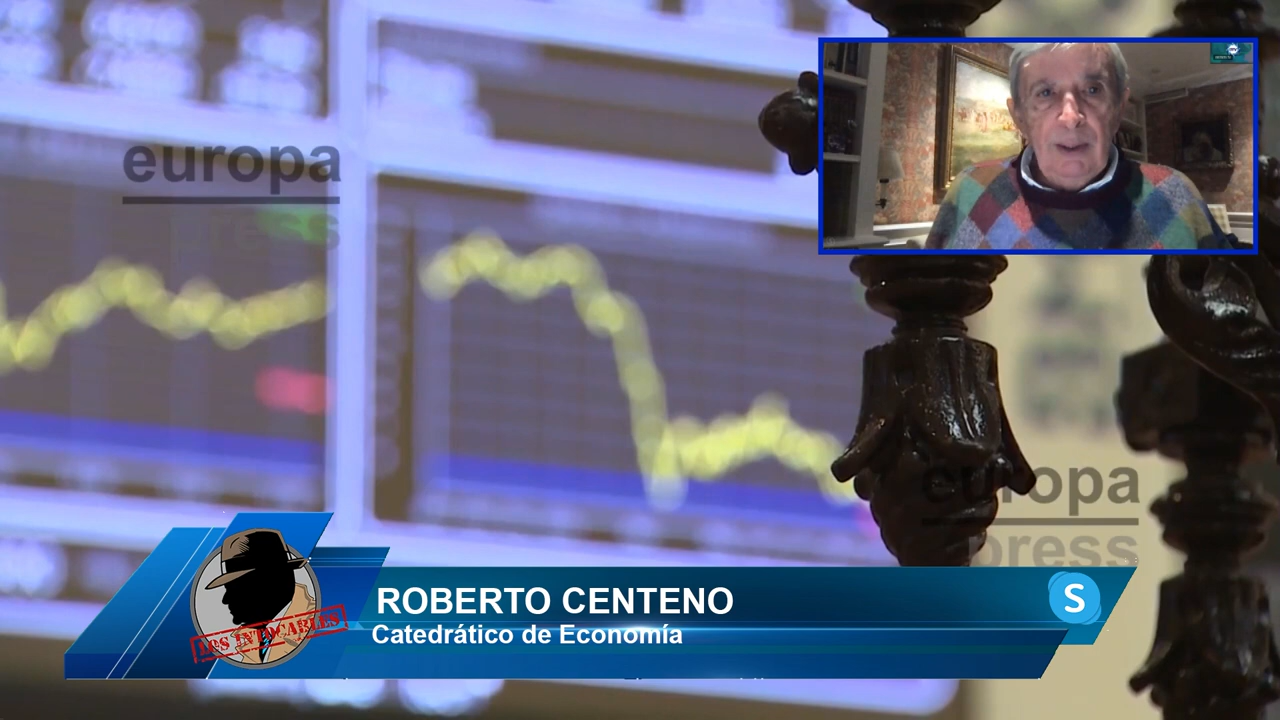 europa
press
europa
press
ROBERTO CENTENO
Catedrático de Economía
LOS INTOCABLES
S